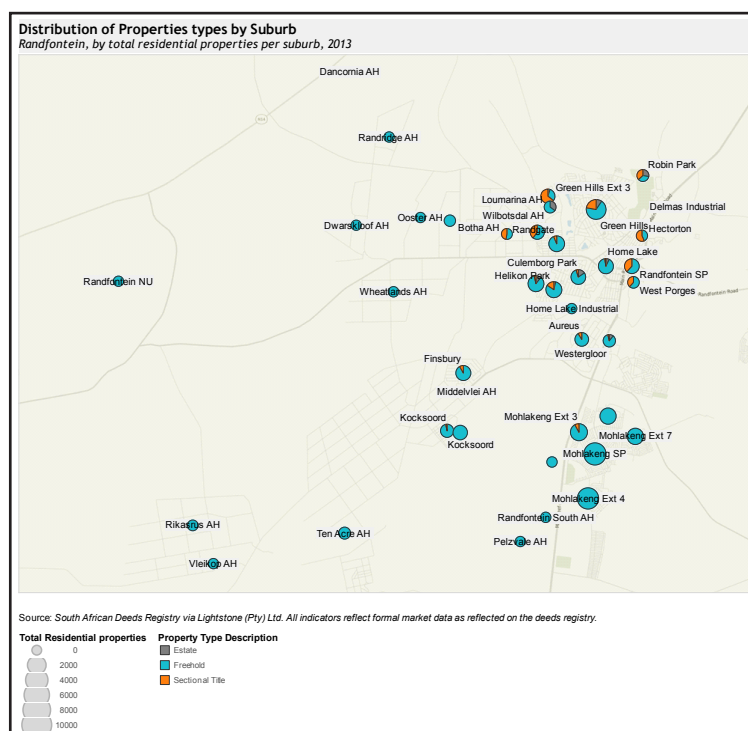 Distribution of Properties types by Suburb
Randfontein, by total residential properties per suburb, 2013
Dancornia AH
Randridge AH
Robin Park
Green Hills Ext 3
Loumarina AH
Delmas Industrial
Wilbotsdal AH
Ooster AH
Dwarskloof AH
Botha AH
Randgate
Green Hills
Hectorton
Home Lake
Culemborg Park
Helikon Park
Randfontein SP
Randfontein NU
Wheatlands AH
West Porges
Randfontein Road
Home Lake Industrial
Aureus
Westergloor
Finsbury
Middelvlei AH
Kocksoord
Mohlakeng Ext 3
Kocksoord
Mohlakeng Ext 7
Mohlakeng SP
Mohlakeng Ext 4
Randfontein South AH
Rikasrus AH
Ten Acre AH
Pelzvale AH
Vleikop AH
Source: South African Deeds Registry via Lightstone (Pty) Ltd. All indicators reflect formal market data as reflected on the deeds registry.
Total Residential properties
0
2000
4000
6000
8000
10000
Property Type Description
Estate
Freehold
Sectional Title